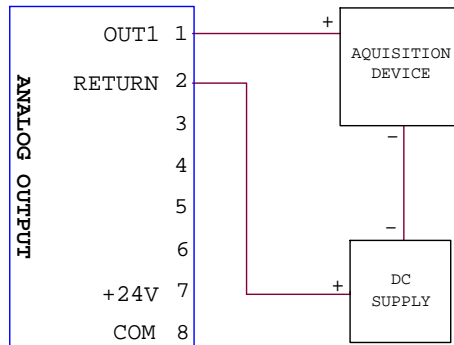 OUT1 1 +
AQUISITION
DEVICE
RETURN 2
ANALOG OUTPUT
3
4
5
6
−
−
+24V 7 +
DC
SUPPLY
COM 8